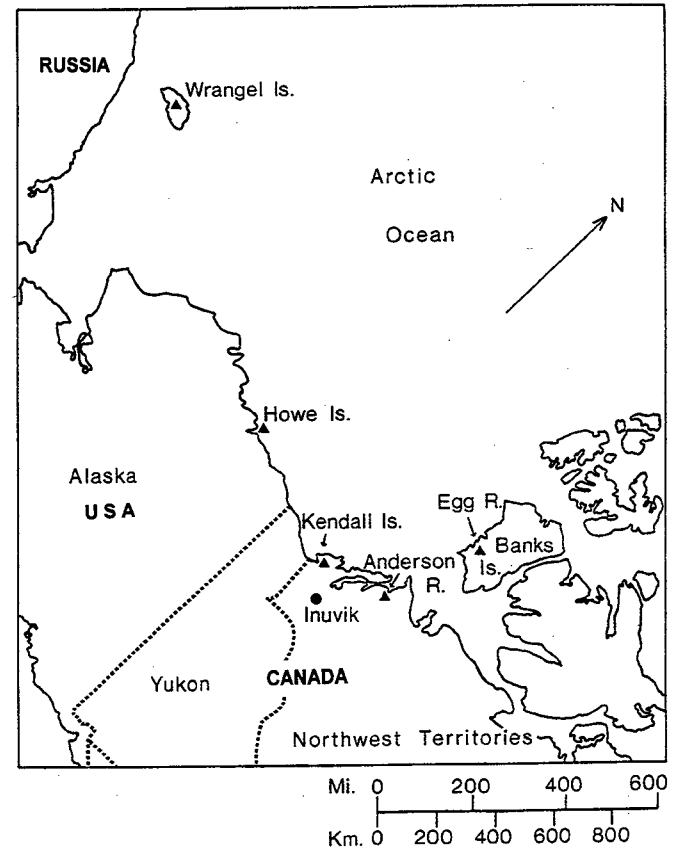 RUSSIA
Wrangel Is.
Arctic
Ocean
N
Howe Is.
Alaska
USA
Egg R.
Kendall Is.
Banks
Is.
Anderson
R.
Inuvik
Yukon
CANADA
Northwest Territories
Mi. 0 200 400 600
Km. 0 200 400 600 800